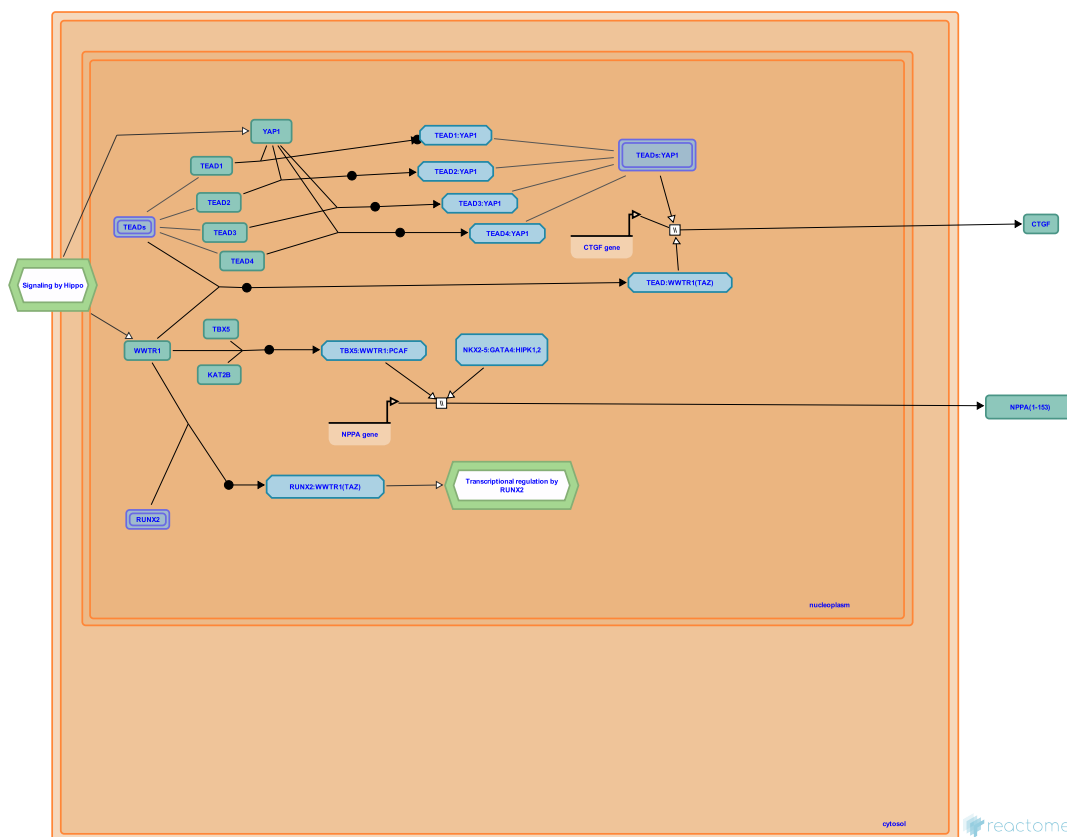 YAP1
TEAD1:YAP1
TEADs:YAP1
TEAD1
TEAD2:YAP1
TEAD2
TEAD3:YAP1
TEADs
TEAD3
TEAD4:YAP1
CTGF gene
CTGF
TEAD4
Signaling by Hippo
TEAD:WWTR1(TAZ)
TBX5
WWTR1
TBX5:WWTR1:PCAF
NKX2-5:GATA4:HIPK1,2
KAT2B
NPPA(1-153)
NPPA gene
RUNX2:WWTR1(TAZ)
Transcriptional regulation by
RUNX2
RUNX2
nucleoplasm
cytosol
reactome